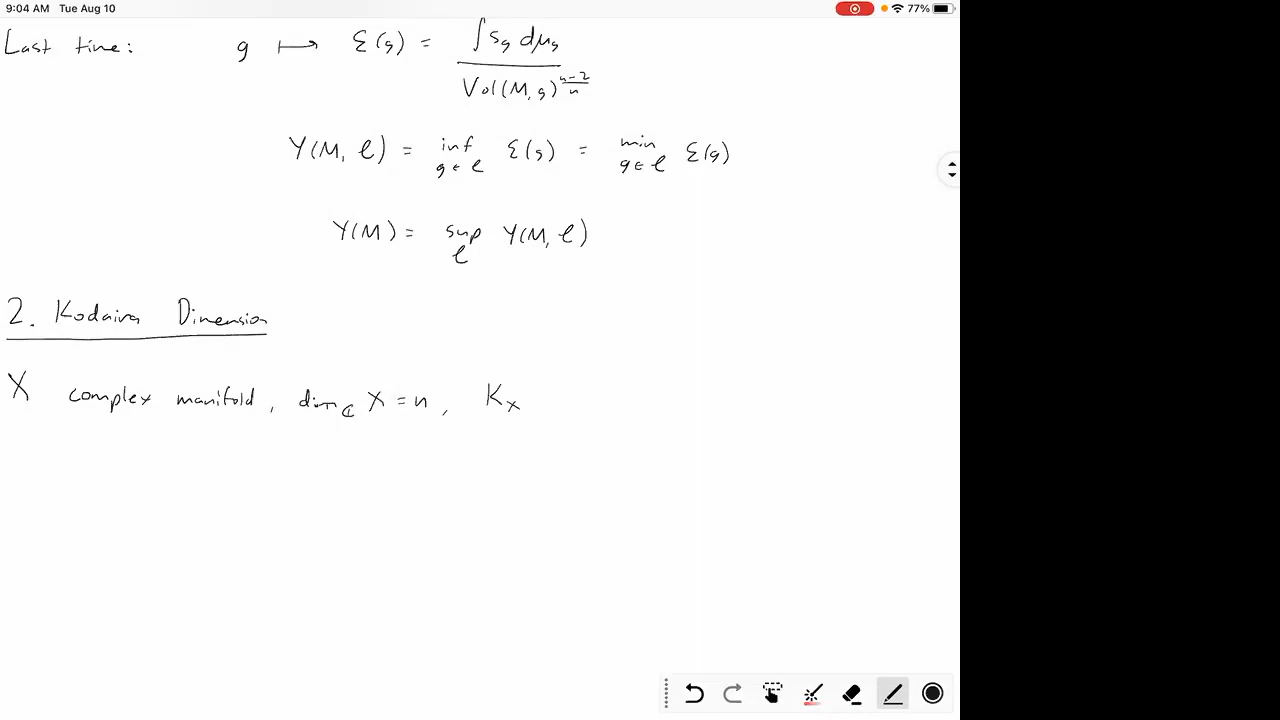 9:04 AM Tue Aug 10 77%
Last time: g ⟼ Ɛ(g) = ∫ s_g dμ_g / Vol(M, g)^{(n-2)/n}
Y(M, ℓ) = inf_{g ∈ ℓ} Ɛ(g) = min_{g ∈ ℓ} Ɛ(g)
Y(M) = sup_ℓ Y(M, ℓ)
2. Kodaira Dimension
X complex manifold, dim_ℂ X = n, K_X